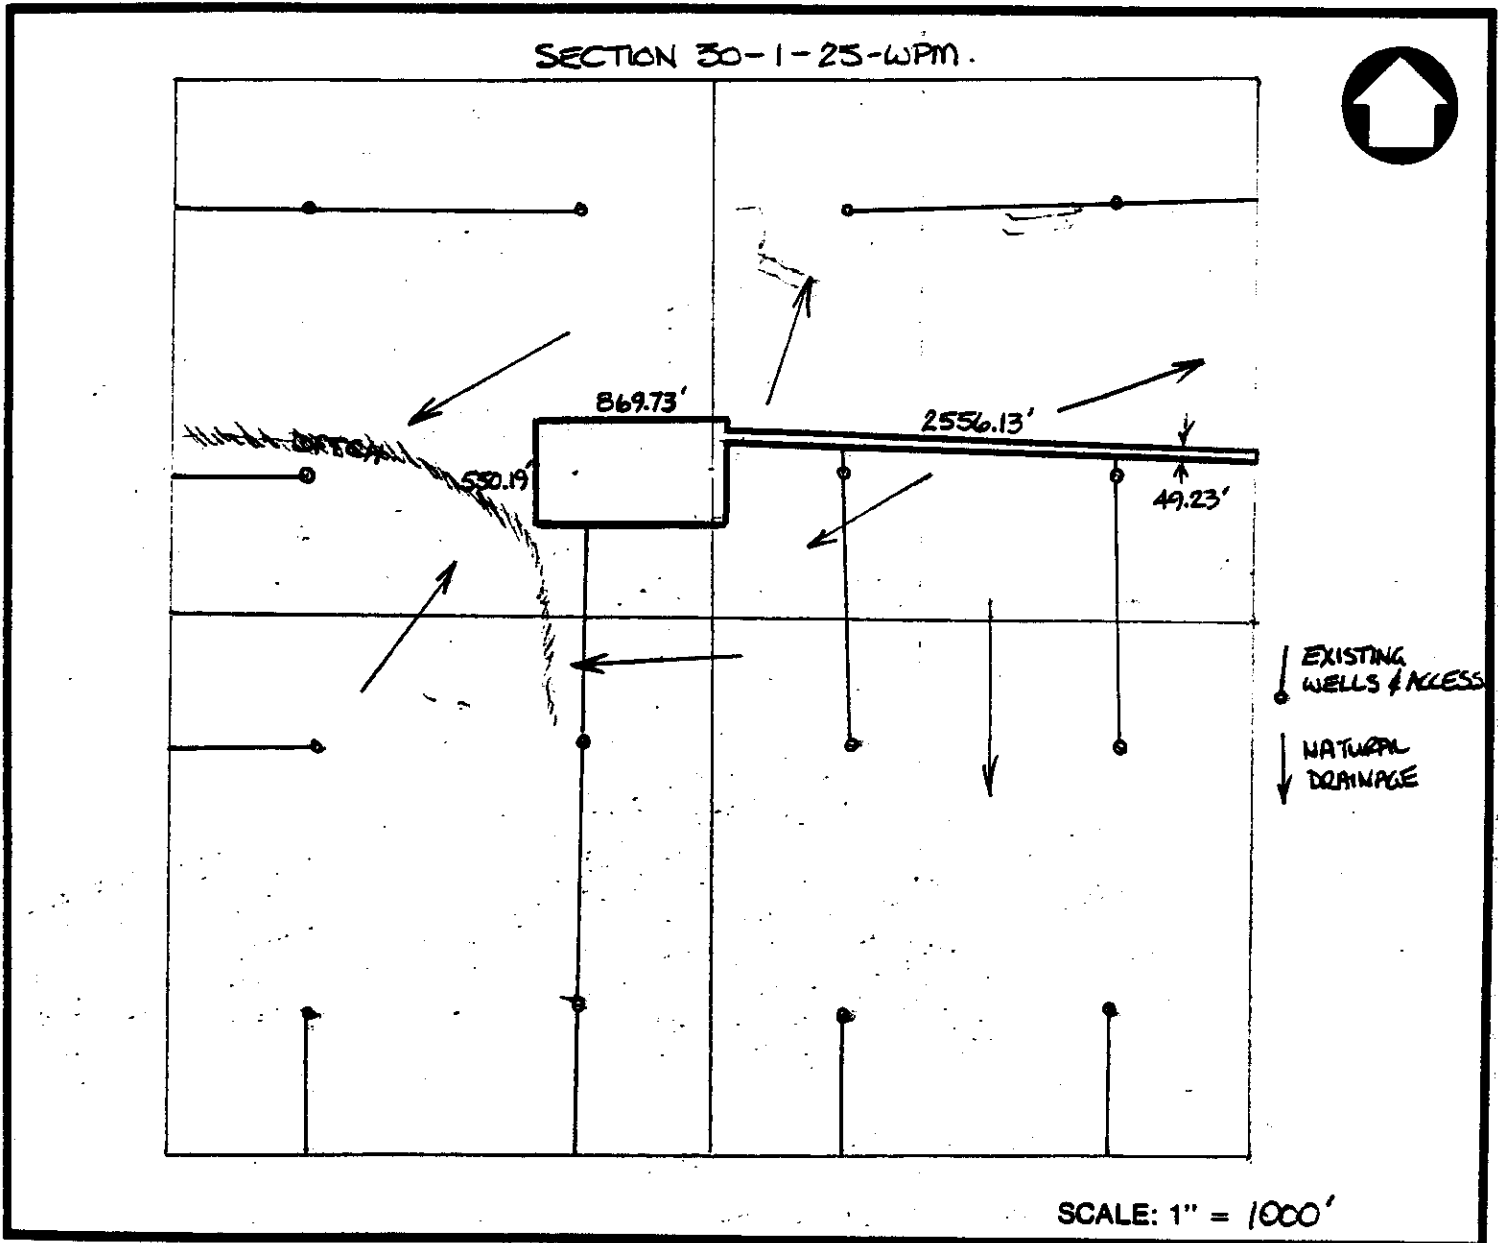 SECTION 30-1-25-WPM.
869.73'
2556.13'
550.19'
49.23'
EXISTING
WELLS & ACCESS
NATURAL
DRAINAGE
SCALE: 1" = 1000'